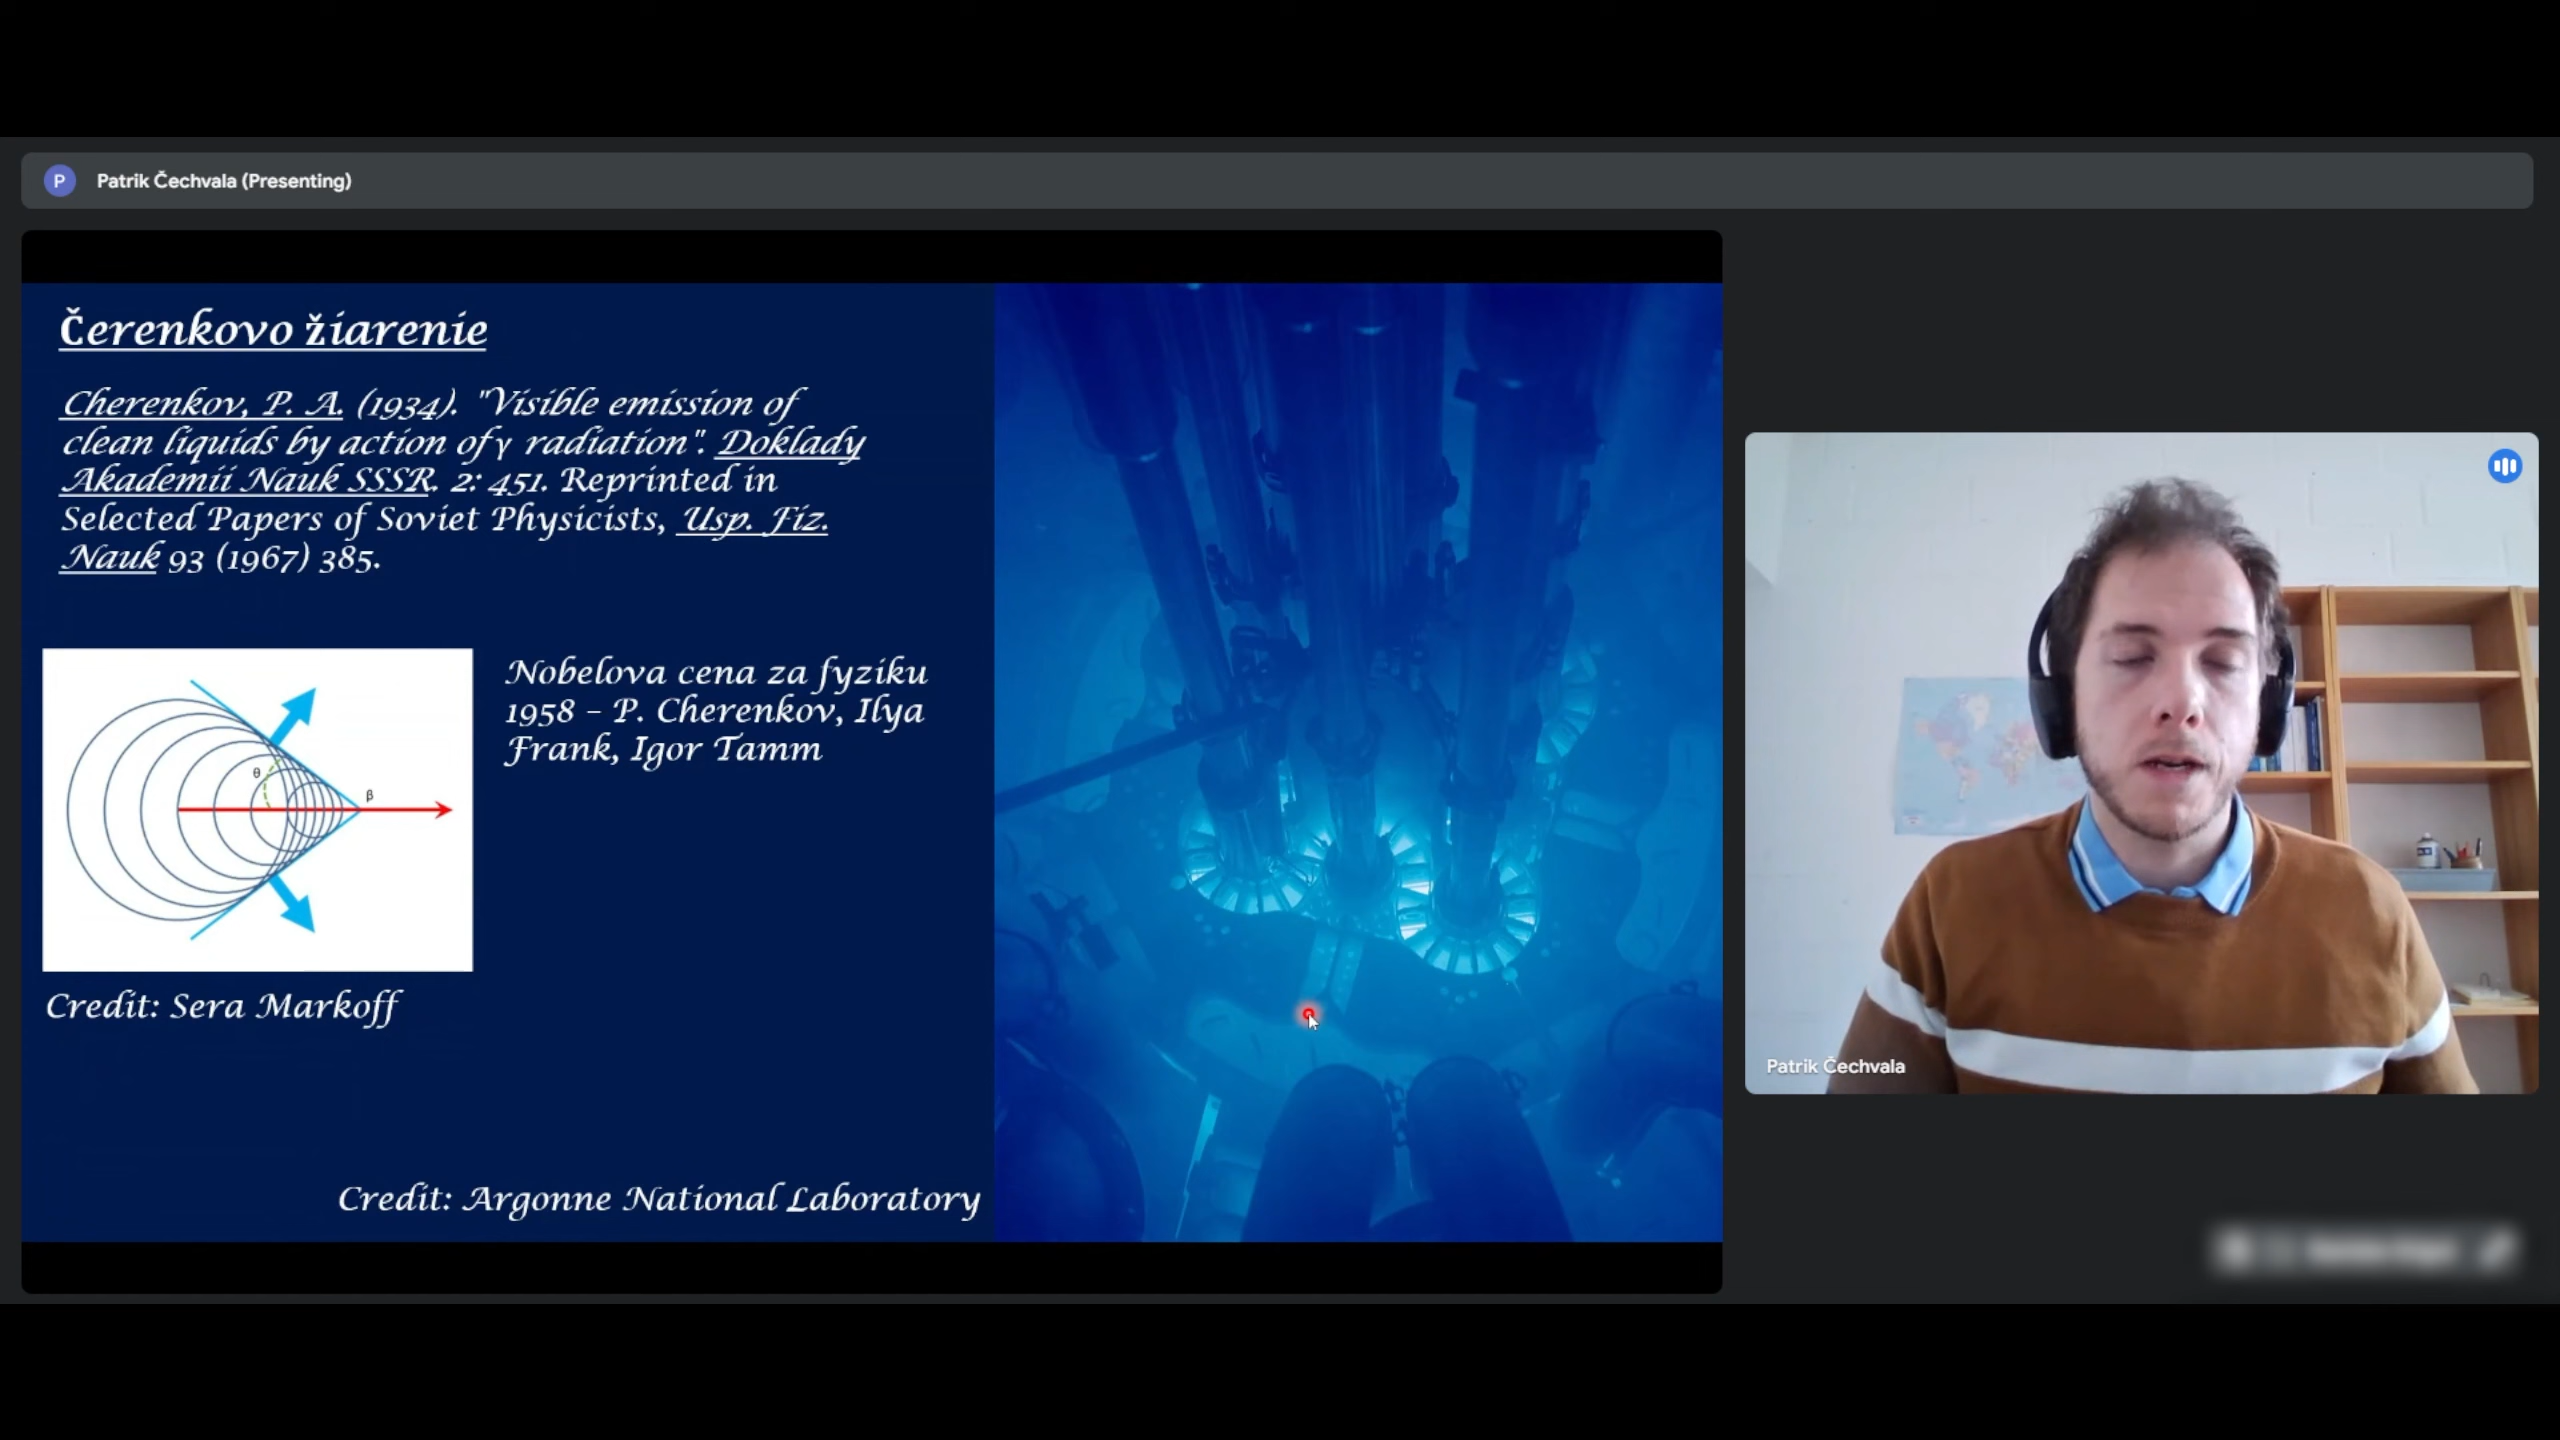 P
Patrik Čechvala (Presenting)
Čerenkovo žiarenie
Cherenkov, P. A. (1934). "Visible emission of
clean liquids by action of γ radiation". Doklady
Akademii Nauk SSSR. 2: 451. Reprinted in
Selected Papers of Soviet Physicists, Usp. Fiz.
Nauk 93 (1967) 385.
θ
β
Nobelova cena za fyziku
1958 – P. Cherenkov, Ilya
Frank, Igor Tamm
Credit: Sera Markoff
Credit: Argonne National Laboratory
Patrik Čechvala